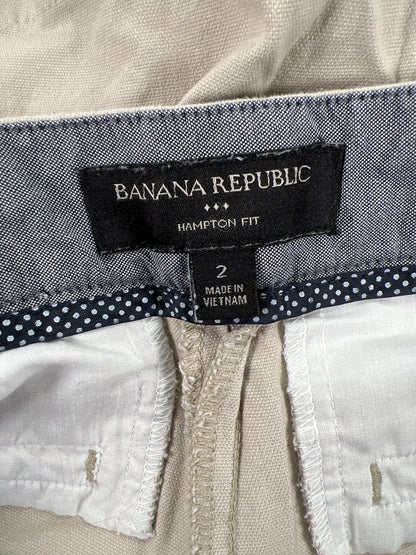 BANANA REPUBLIC
HAMPTON FIT
2
MADE IN
VIETNAM